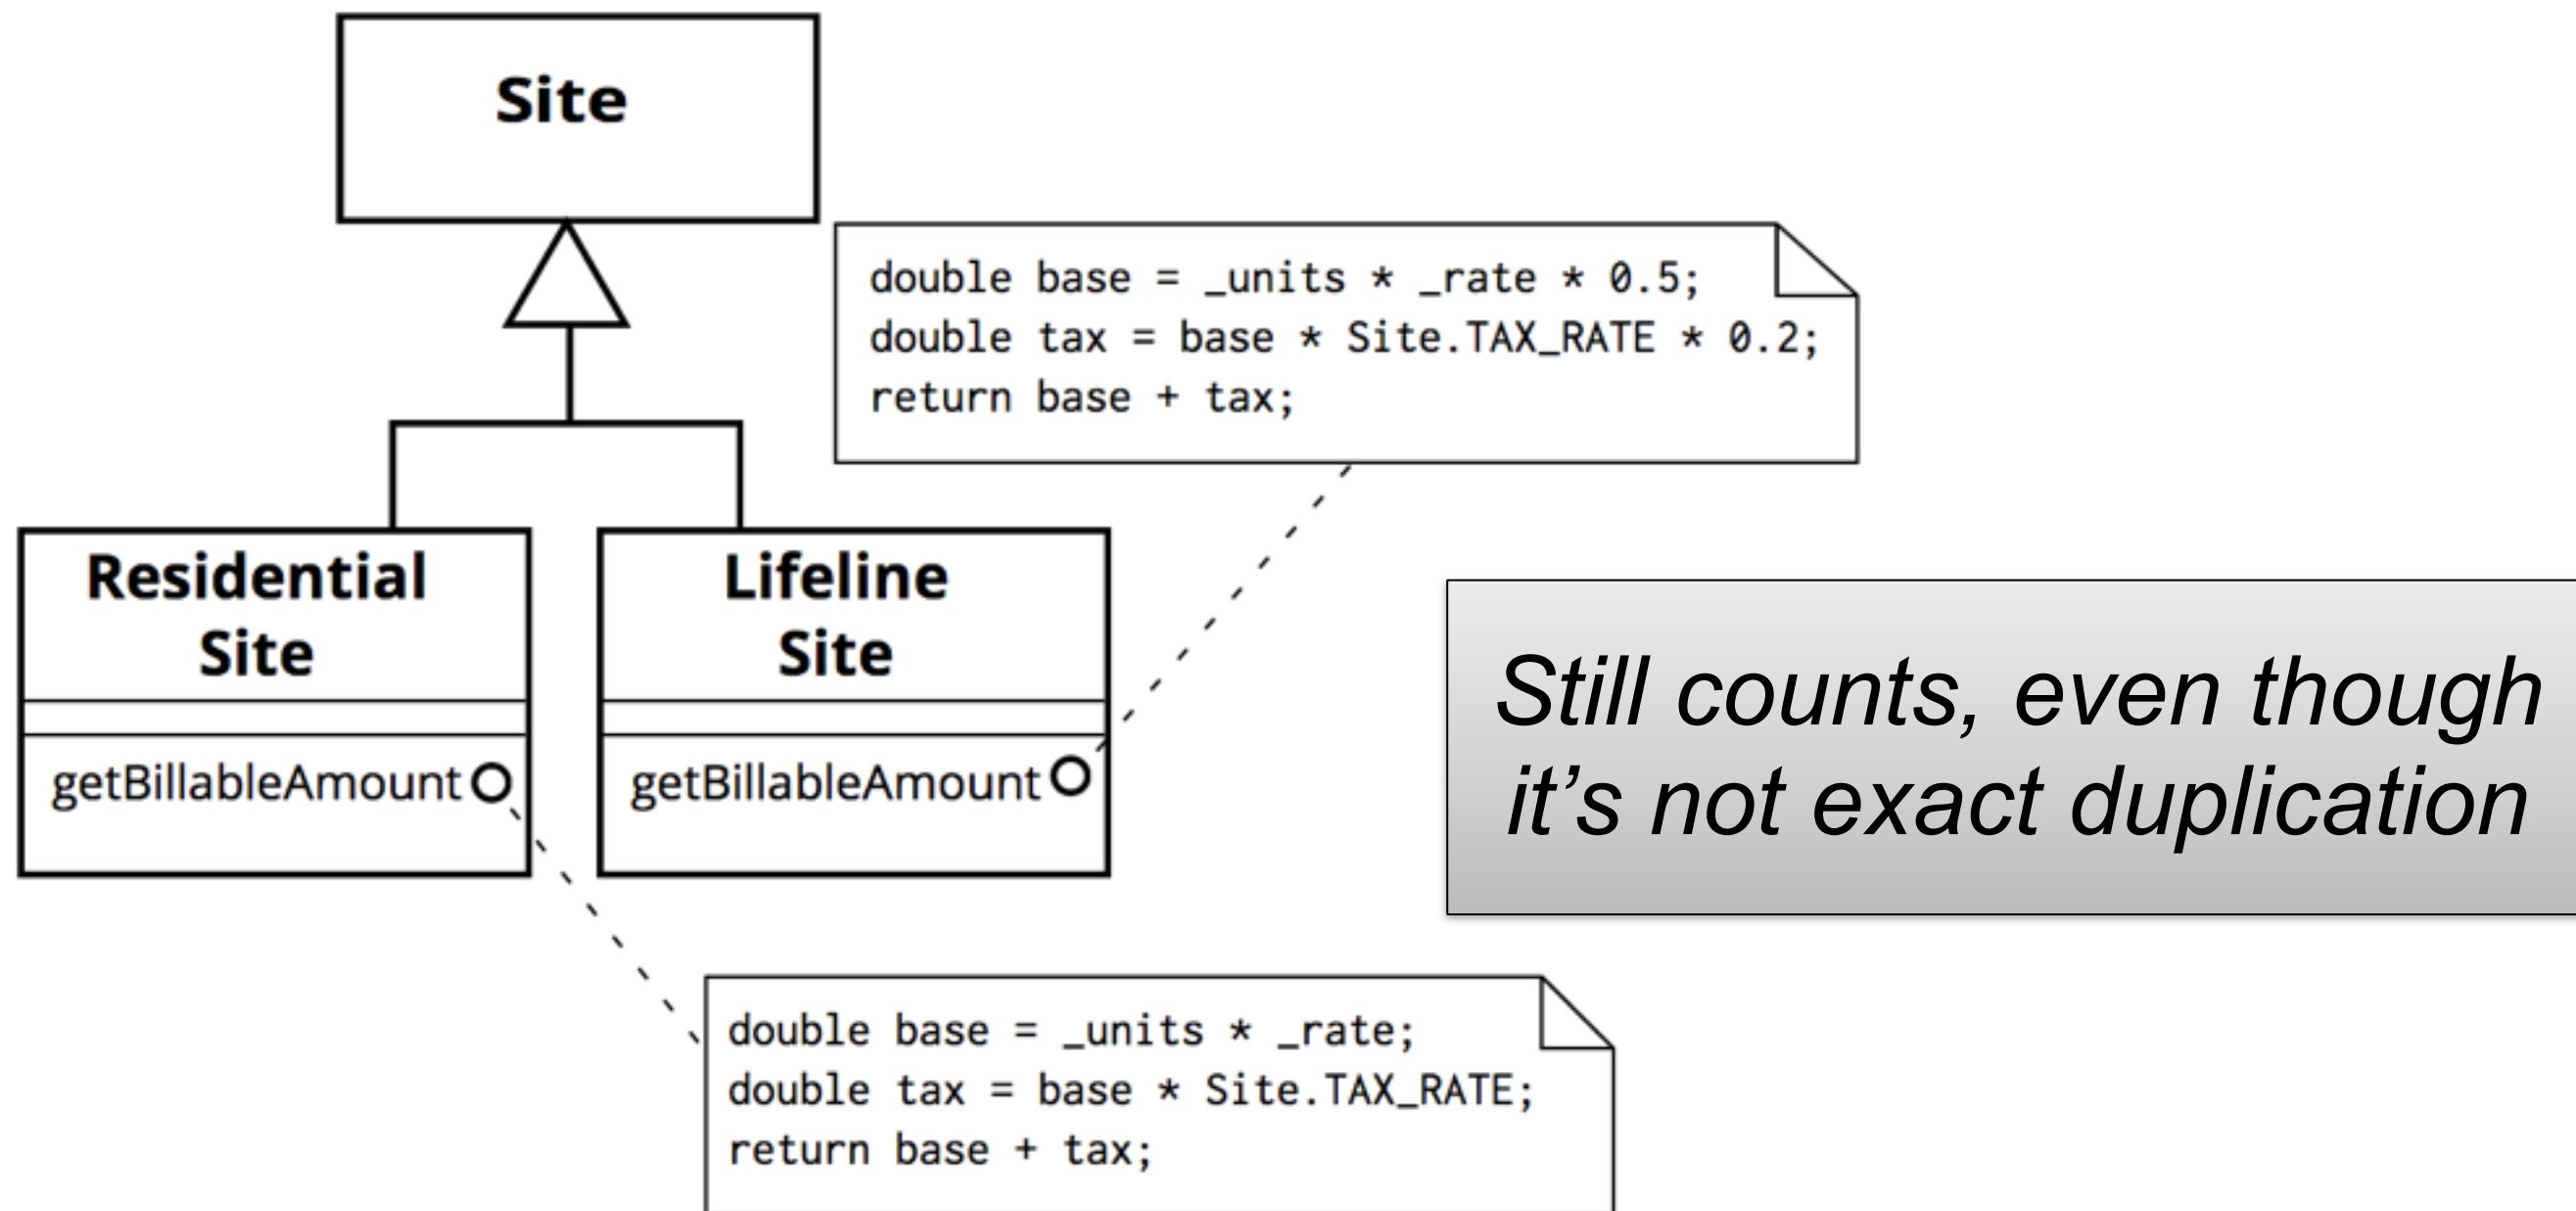 Site
double base = _units * _rate * 0.5;
double tax = base * Site.TAX_RATE * 0.2;
return base + tax;
Residential
Site
getBillableAmount
Lifeline
Site
getBillableAmount
Still counts, even though
it’s not exact duplication
double base = _units * _rate;
double tax = base * Site.TAX_RATE;
return base + tax;